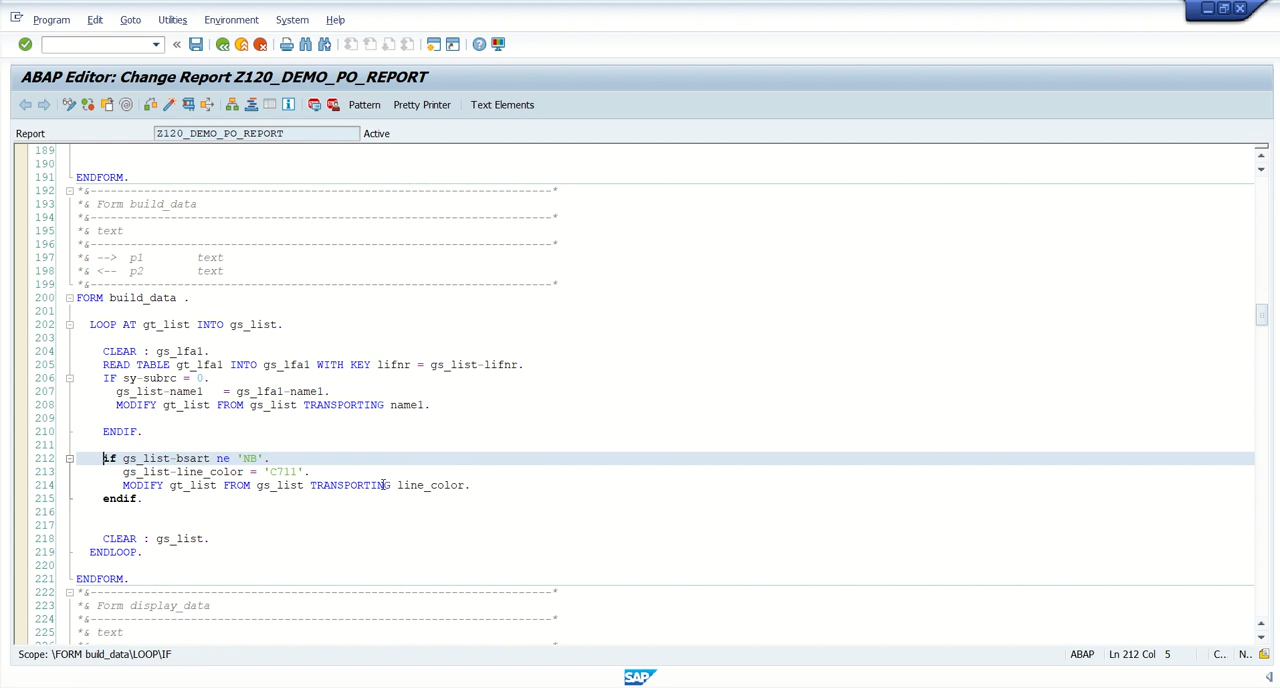 Program Edit Goto Utilities Environment System Help
«
ABAP Editor: Change Report Z120_DEMO_PO_REPORT
Pattern Pretty Printer Text Elements
Report Z120_DEMO_PO_REPORT Active
189
190
191 ENDFORM.
192 *&---------------------------------------------------------------------*
193 *& Form build_data
194 *&---------------------------------------------------------------------*
195 *& text
196 *&---------------------------------------------------------------------*
197 *& --> p1 text
198 *& <-- p2 text
199 *&---------------------------------------------------------------------*
200 FORM build_data .
201
202 LOOP AT gt_list INTO gs_list.
203
204 CLEAR : gs_lfa1.
205 READ TABLE gt_lfa1 INTO gs_lfa1 WITH KEY lifnr = gs_list-lifnr.
206 IF sy-subrc = 0.
207 gs_list-name1 = gs_lfa1-name1.
208 MODIFY gt_list FROM gs_list TRANSPORTING name1.
209
210 ENDIF.
211
212 if gs_list-bsart ne 'NB'.
213 gs_list-line_color = 'C711'.
214 MODIFY gt_list FROM gs_list TRANSPORTING line_color.
215 endif.
216
217
218 CLEAR : gs_list.
219 ENDLOOP.
220
221 ENDFORM.
222 *&---------------------------------------------------------------------*
223 *& Form display_data
224 *&---------------------------------------------------------------------*
225 *& text
Scope: \FORM build_data\LOOP\IF ABAP Ln 212 Col 5 C.. N..
SAP